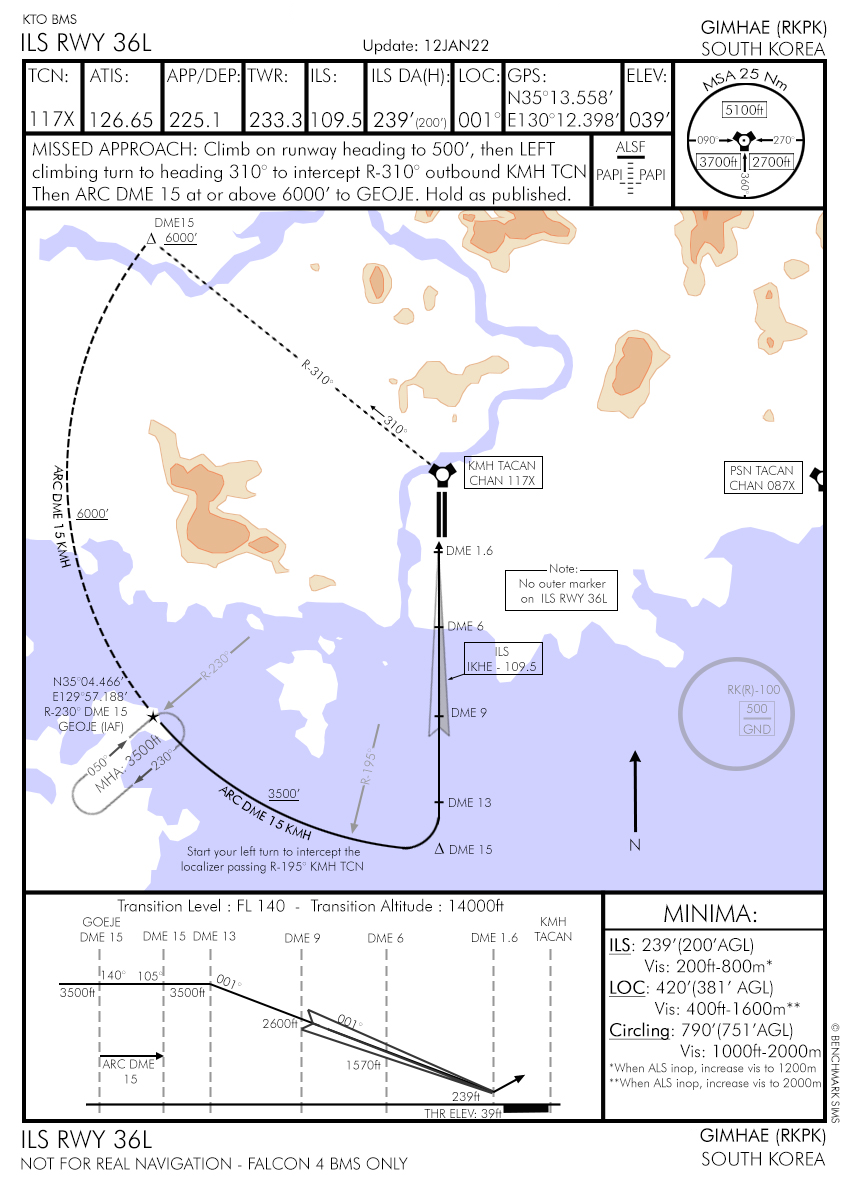 KTO BMS
ILS RWY 36L
Update: 12JAN22
GIMHAE (RKPK)
SOUTH KOREA
TCN:
117X
ATIS:
126.65
APP/DEP:
225.1
TWR:
233.3
ILS:
109.5
ILS DA(H):
239'(200')
LOC:
001°
GPS:
N35°13.558'
E130°12.398'
ELEV:
039'
MSA 25 Nm
5100ft
090°
270°
3700ft
2700ft
360°
MISSED APPROACH: Climb on runway heading to 500', then LEFT
climbing turn to heading 310° to intercept R-310° outbound KMH TCN
Then ARC DME 15 at or above 6000' to GEOJE. Hold as published.
ALSF
PAPI
PAPI
DME15
6000'
R-310°
310°
KMH TACAN
CHAN 117X
PSN TACAN
CHAN 087X
ARC DME 15 KMH
6000'
DME 1.6
Note:
No outer marker
on ILS RWY 36L
DME 6
ILS
IKHE - 109.5
R-230°
N35°04.466'
E129°57.188'
R-230° DME 15
GEOJE (IAF)
RK(R)-100
500
GND
DME 9
050°
MHA: 3500ft
230°
R-195°
3500'
ARC DME 15 KMH
DME 13
N
DME 15
Start your left turn to intercept the
localizer passing R-195° KMH TCN
Transition Level : FL 140 - Transition Altitude : 14000ft
GOEJE
DME 15
DME 15
DME 13
DME 9
DME 6
DME 1.6
KMH
TACAN
140°
105°
001°
3500ft
3500ft
2600ft
001°
1570ft
ARC DME
15
239ft
THR ELEV: 39ft
MINIMA:
ILS: 239'(200'AGL)
Vis: 200ft-800m*
LOC: 420'(381' AGL)
Vis: 400ft-1600m**
Circling: 790'(751'AGL)
Vis: 1000ft-2000m
*When ALS inop, increase vis to 1200m
**When ALS inop, increase vis to 2000m
© BENCHMARK SIMS
ILS RWY 36L
NOT FOR REAL NAVIGATION - FALCON 4 BMS ONLY
GIMHAE (RKPK)
SOUTH KOREA